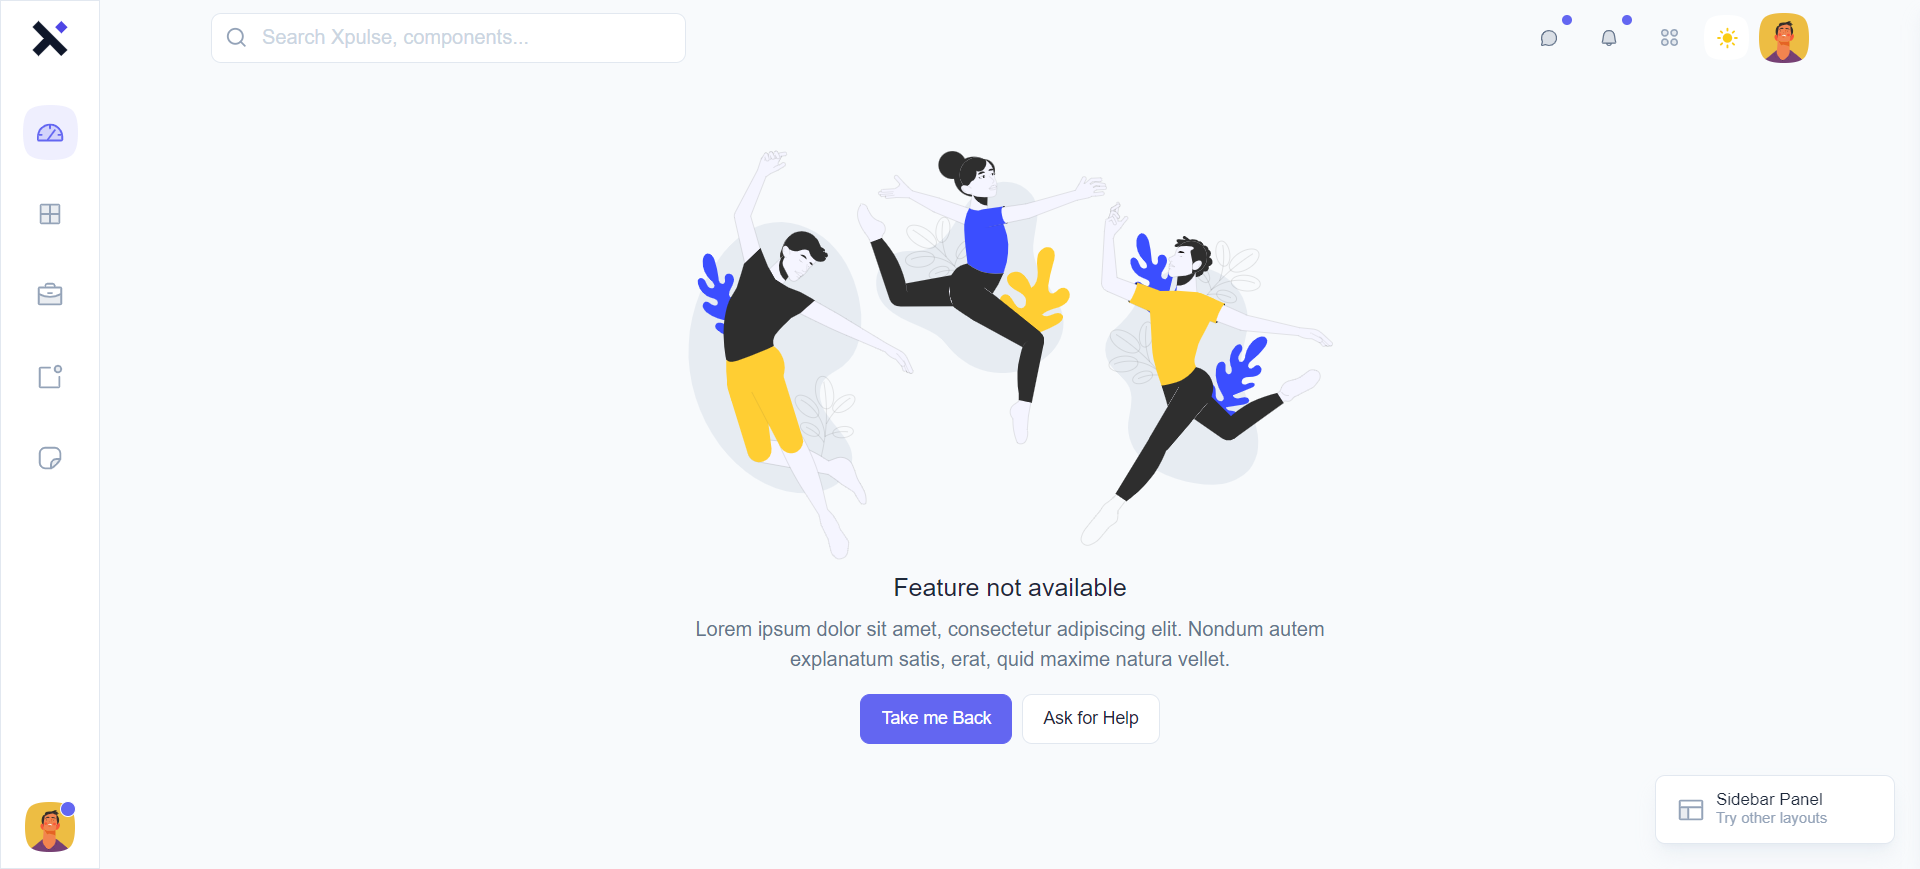 Search Xpulse, components...
Feature not available
Lorem ipsum dolor sit amet, consectetur adipiscing elit. Nondum autem
explanatum satis, erat, quid maxime natura vellet.
Take me Back
Ask for Help
Sidebar Panel
Try other layouts